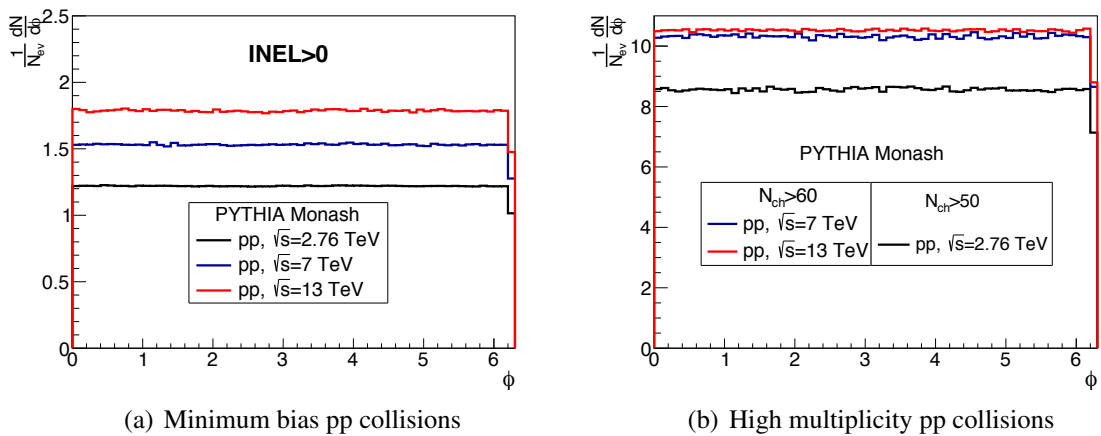 1/N_ev dN/dϕ
2.5
2
1.5
1
0.5
0
INEL>0
PYTHIA Monash
pp, √s=2.76 TeV
pp, √s=7 TeV
pp, √s=13 TeV
0 1 2 3 4 5 6
ϕ
(a) Minimum bias pp collisions
1/N_ev dN/dϕ
10
8
6
4
2
0
PYTHIA Monash
N_ch>60
pp, √s=7 TeV
pp, √s=13 TeV
N_ch>50
pp, √s=2.76 TeV
0 1 2 3 4 5 6
ϕ
(b) High multiplicity pp collisions